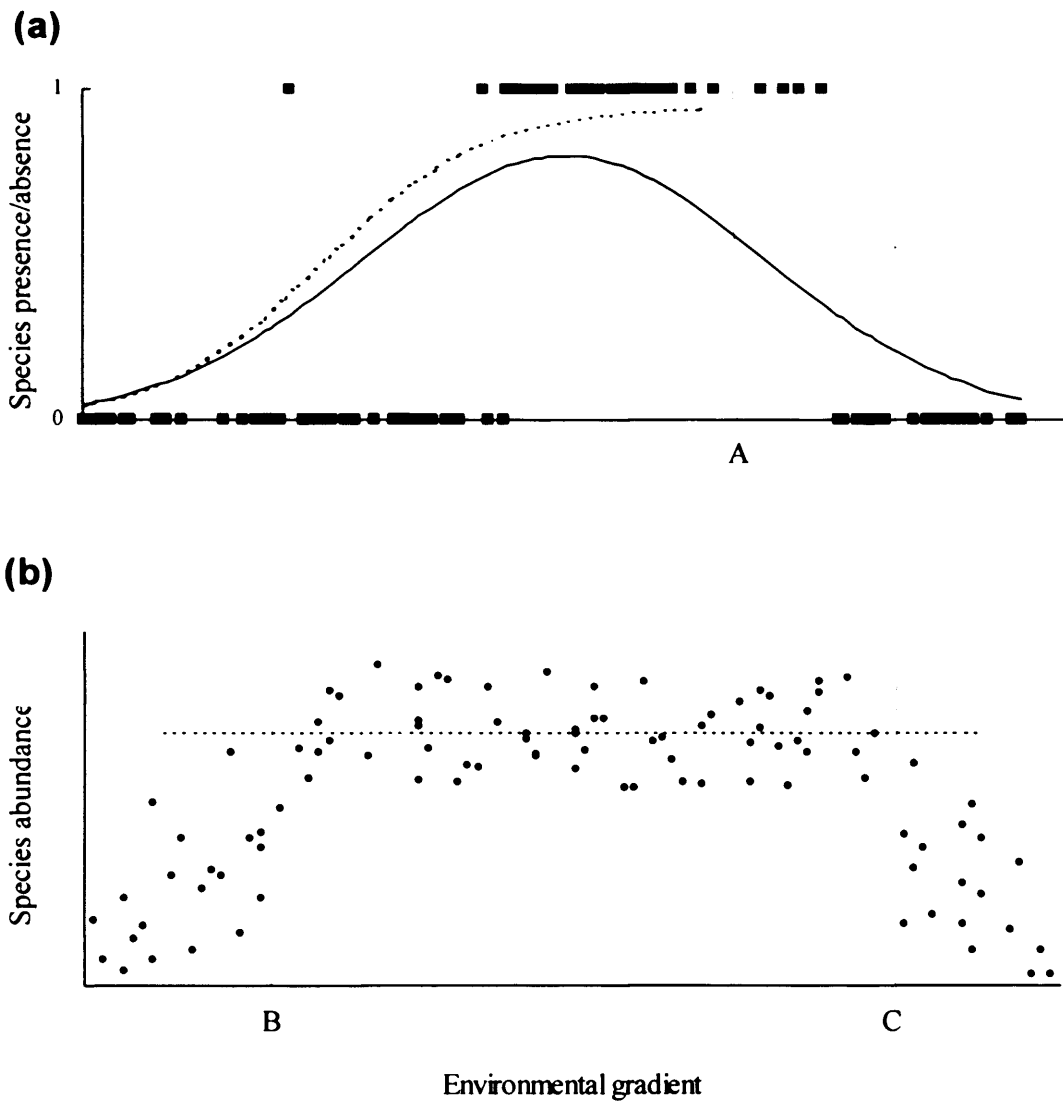 (a)
1
Species presence/absence
0
A
(b)
Species abundance
B
C
Environmental gradient